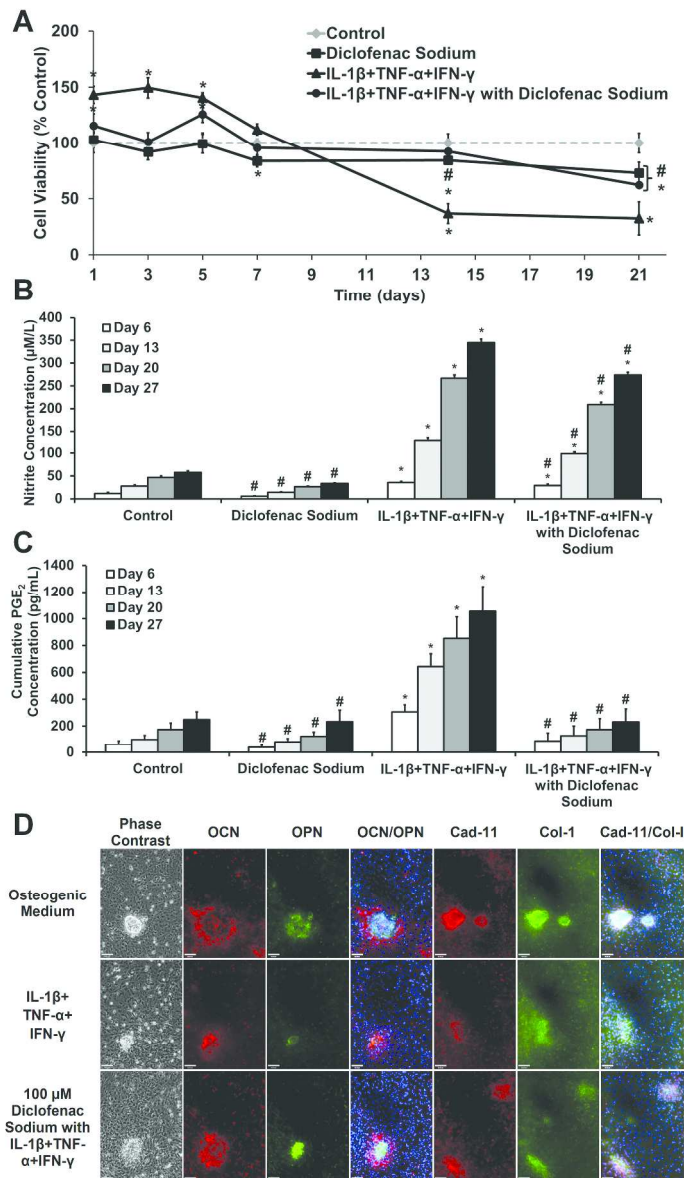 A
Control
Diclofenac Sodium
IL-1β+TNF-α+IFN-γ
IL-1β+TNF-α+IFN-γ with Diclofenac Sodium
Cell Viability (% Control)
200
150
100
50
0
* * *
*
*
*
#
*
*
#
*
*
1 3 5 7 9 11 13 15 17 19 21
Time (days)
B
Nitrite Concentration (µM/L)
400
350
300
250
200
150
100
50
0
Day 6
Day 13
Day 20
Day 27
# # # #
* * * *
# # # #
* * * *
Control Diclofenac Sodium IL-1β+TNF-α+IFN-γ IL-1β+TNF-α+IFN-γ
with Diclofenac
Sodium
C
Cumulative PGE₂
Concentration (pg/mL)
1400
1200
1000
800
600
400
200
0
Day 6
Day 13
Day 20
Day 27
# # # #
* * * *
# # # #
Control Diclofenac Sodium IL-1β+TNF-α+IFN-γ IL-1β+TNF-α+IFN-γ
with Diclofenac
Sodium
D
Phase
Contrast
OCN OPN OCN/OPN Cad-11 Col-1 Cad-11/Col-I
Osteogenic
Medium
IL-1β+
TNF-α+
IFN-γ
100 µM
Diclofenac
Sodium with
IL-1β+TNF-
α+IFN-γ